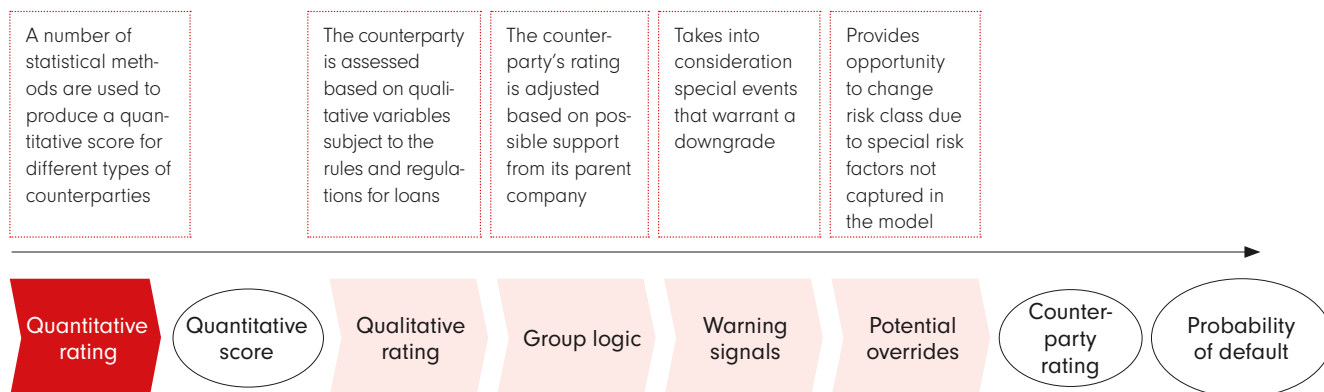 A number of
statistical meth-
ods are used to
produce a quan-
titative score for
different types of
counterparties
The counterparty
is assessed
based on quali-
tative variables
subject to the
rules and regula-
tions for loans
The counter-
party's rating
is adjusted
based on pos-
sible support
from its parent
company
Takes into
consideration
special events
that warrant a
downgrade
Provides
opportunity
to change
risk class due
to special risk
factors not
captured in
the model
Quantitative
rating
Quantitative
score
Qualitative
rating
Group logic
Warning
signals
Potential
overrides
Counter-
party
rating
Probability
of default